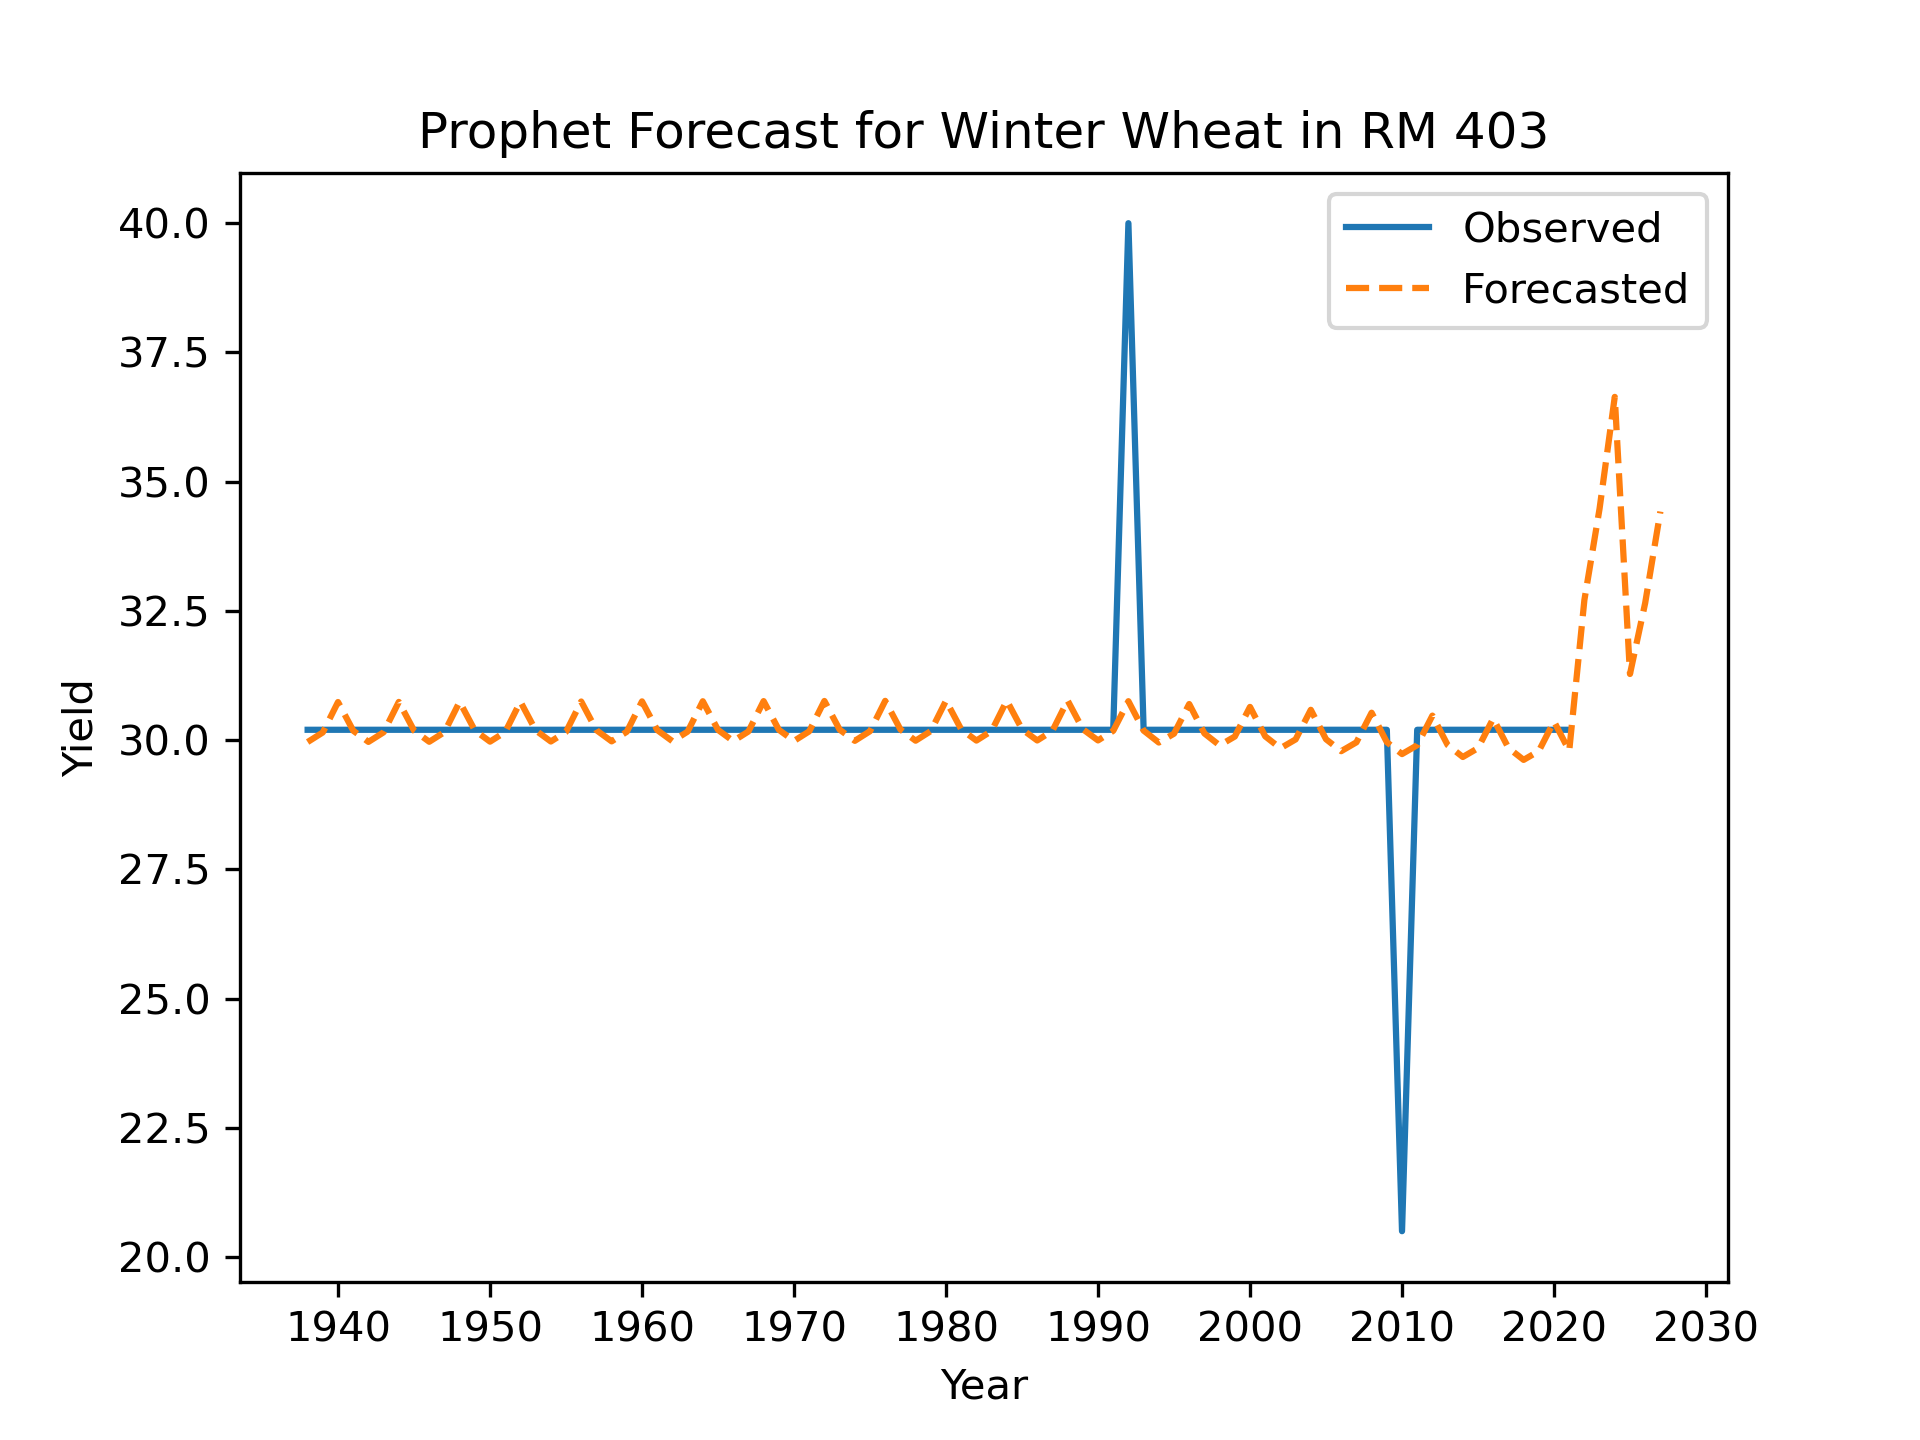 Prophet Forecast for Winter Wheat in RM 403
Observed
Forecasted
40.0
37.5
35.0
32.5
30.0
27.5
25.0
22.5
20.0
Yield
1940 1950 1960 1970 1980 1990 2000 2010 2020 2030
Year